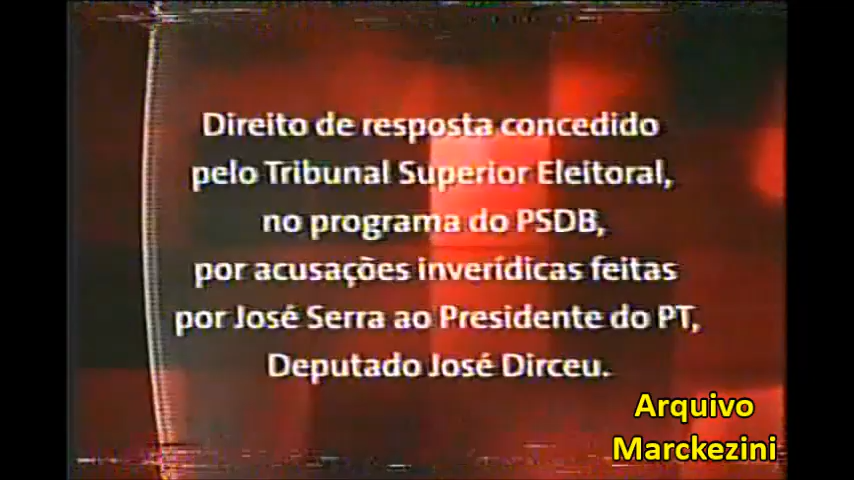 Direito de resposta concedido
pelo Tribunal Superior Eleitoral,
no programa do PSDB,
por acusações inverídicas feitas
por José Serra ao Presidente do PT,
Deputado José Dirceu.
Arquivo
Marckezini